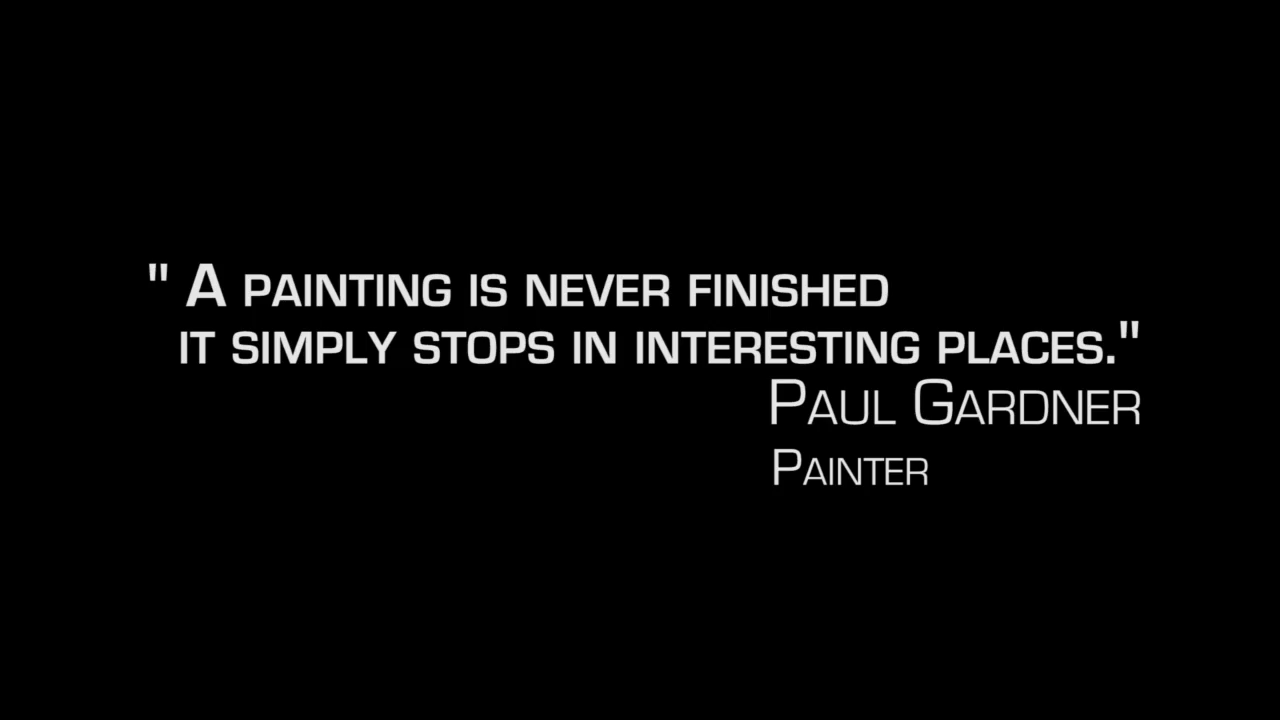 " A PAINTING IS NEVER FINISHED
IT SIMPLY STOPS IN INTERESTING PLACES."
PAUL GARDNER
PAINTER